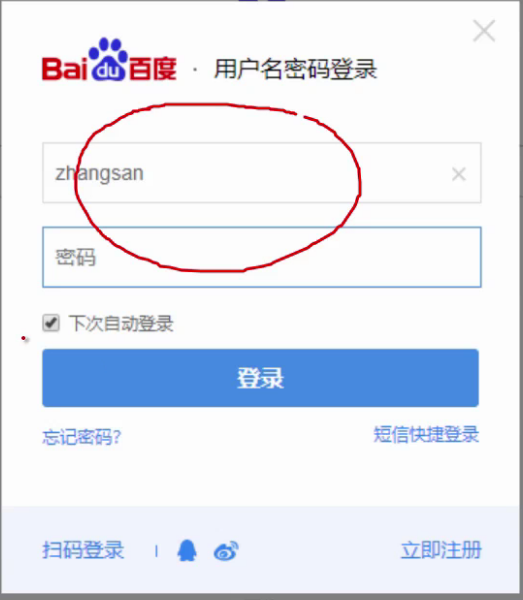 Bai du 百度 · 用户名密码登录
zhangsan
密码
下次自动登录
登录
忘记密码? 短信快捷登录
扫码登录 立即注册